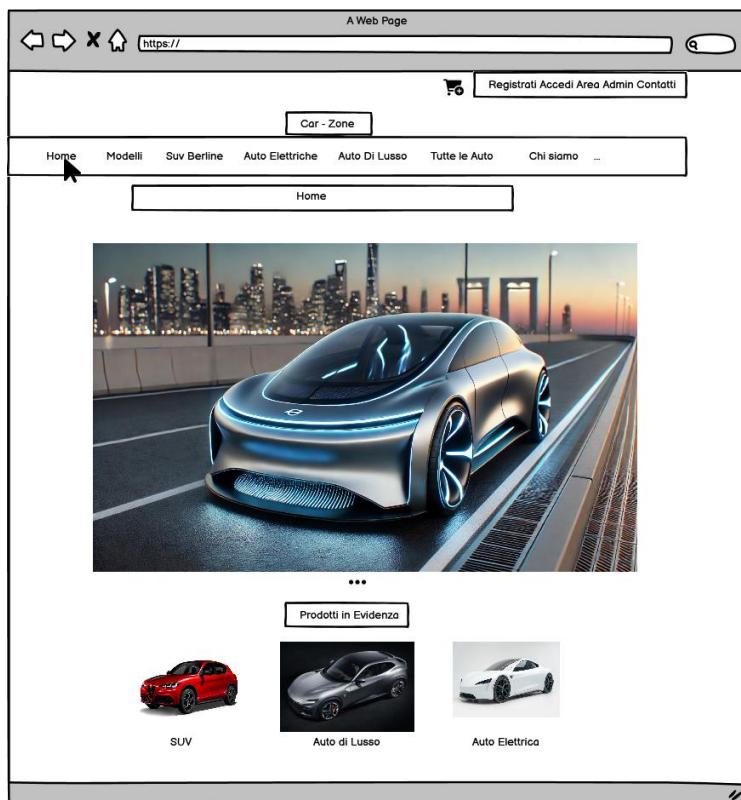 A Web Page
https://
Registrati Accedi Area Admin Contatti
Car - Zone
Home Modelli Suv Berline Auto Elettriche Auto Di Lusso Tutte le Auto Chi siamo ...
Home
Prodotti in Evidenza
SUV Auto di Lusso Auto Elettrica